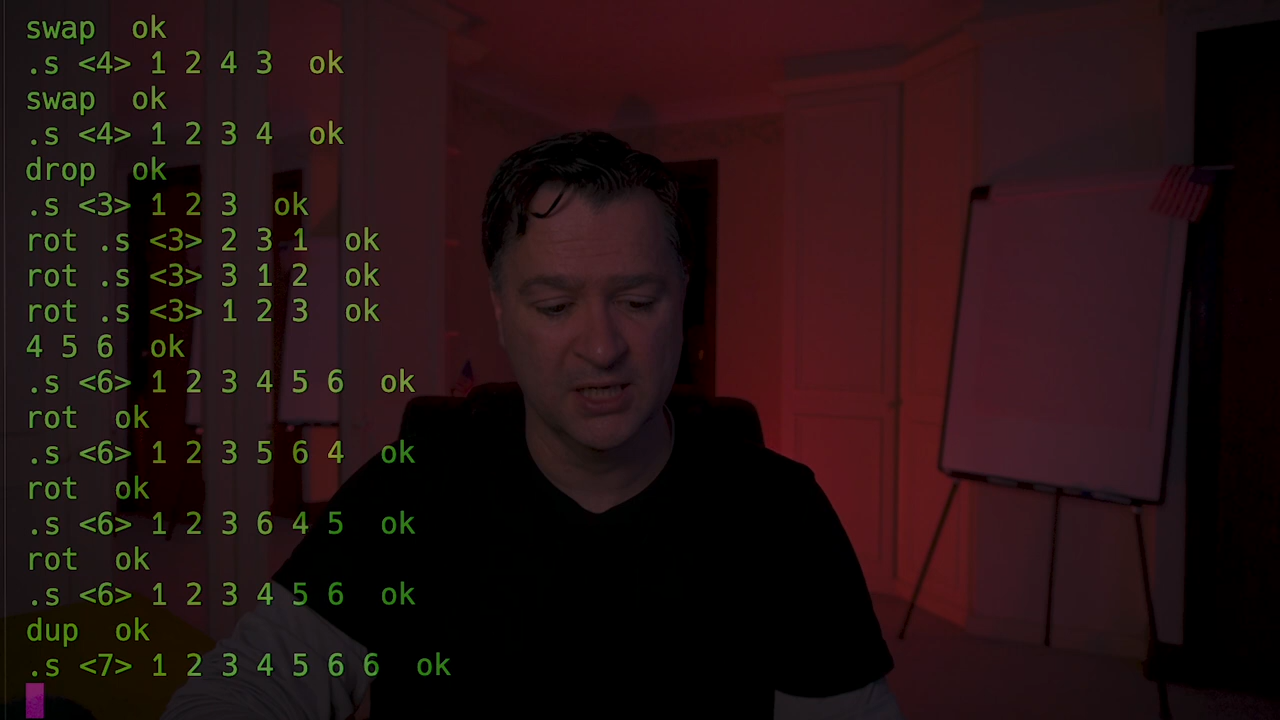 swap  ok
.s <4> 1 2 4 3  ok
swap  ok
.s <4> 1 2 3 4  ok
drop  ok
.s <3> 1 2 3  ok
rot .s <3> 2 3 1  ok
rot .s <3> 3 1 2  ok
rot .s <3> 1 2 3  ok
4 5 6  ok
.s <6> 1 2 3 4 5 6  ok
rot  ok
.s <6> 1 2 3 5 6 4  ok
rot  ok
.s <6> 1 2 3 6 4 5  ok
rot  ok
.s <6> 1 2 3 4 5 6  ok
dup  ok
.s <7> 1 2 3 4 5 6 6  ok